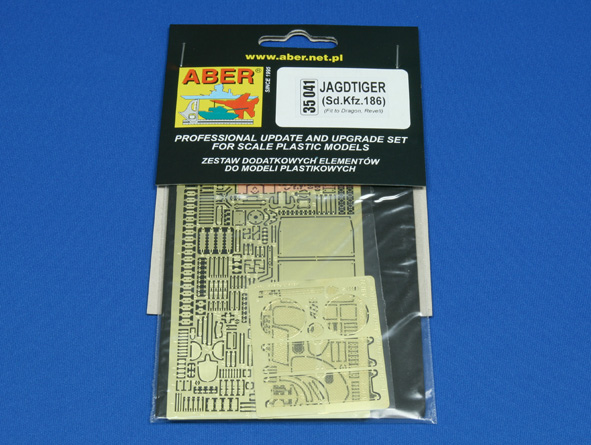 www.aber.net.pl
ABER®
SINCE 1995
35 041
JAGDTIGER
(Sd.Kfz.186)
(Fit to Dragon, Revell)
PROFESSIONAL UPDATE AND UPGRADE SET
FOR SCALE PLASTIC MODELS
ZESTAW DODATKOWYCH ELEMENTÓW
DO MODELI PLASTIKOWYCH